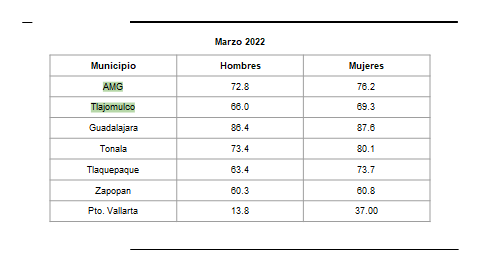 Marzo 2022
Municipio Hombres Mujeres
AMG 72.8 76.2
Tlajomulco 66.0 69.3
Guadalajara 86.4 87.6
Tonala 73.4 80.1
Tlaquepaque 63.4 73.7
Zapopan 60.3 60.8
Pto. Vallarta 13.8 37.00